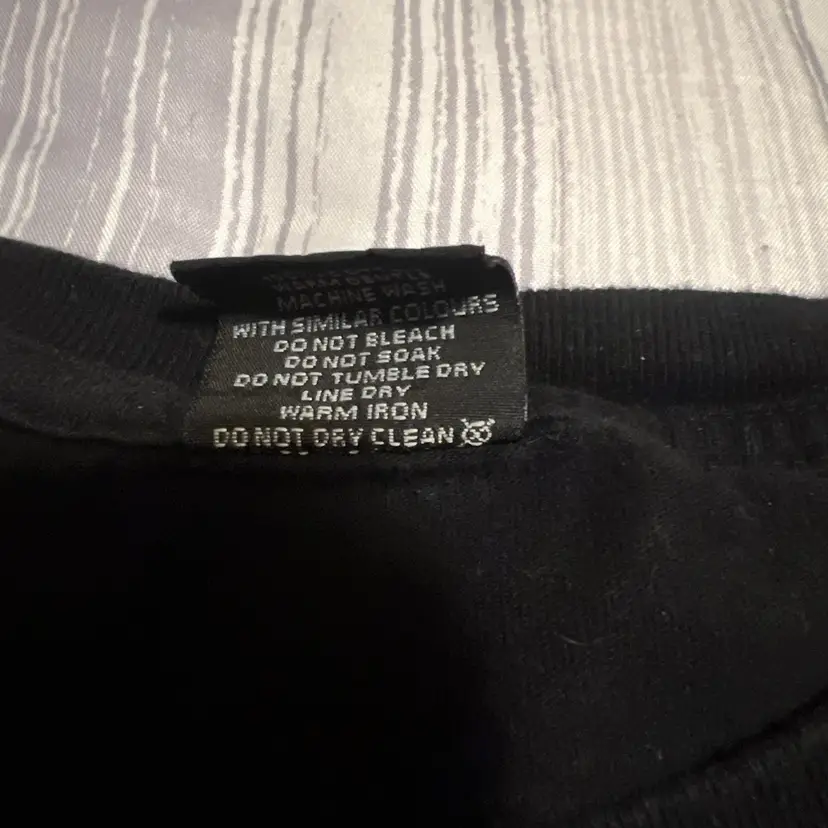 MACHINE WASH
WITH SIMILAR COLOURS
DO NOT BLEACH
DO NOT SOAK
DO NOT TUMBLE DRY
LINE DRY
WARM IRON
DO NOT DRY CLEAN